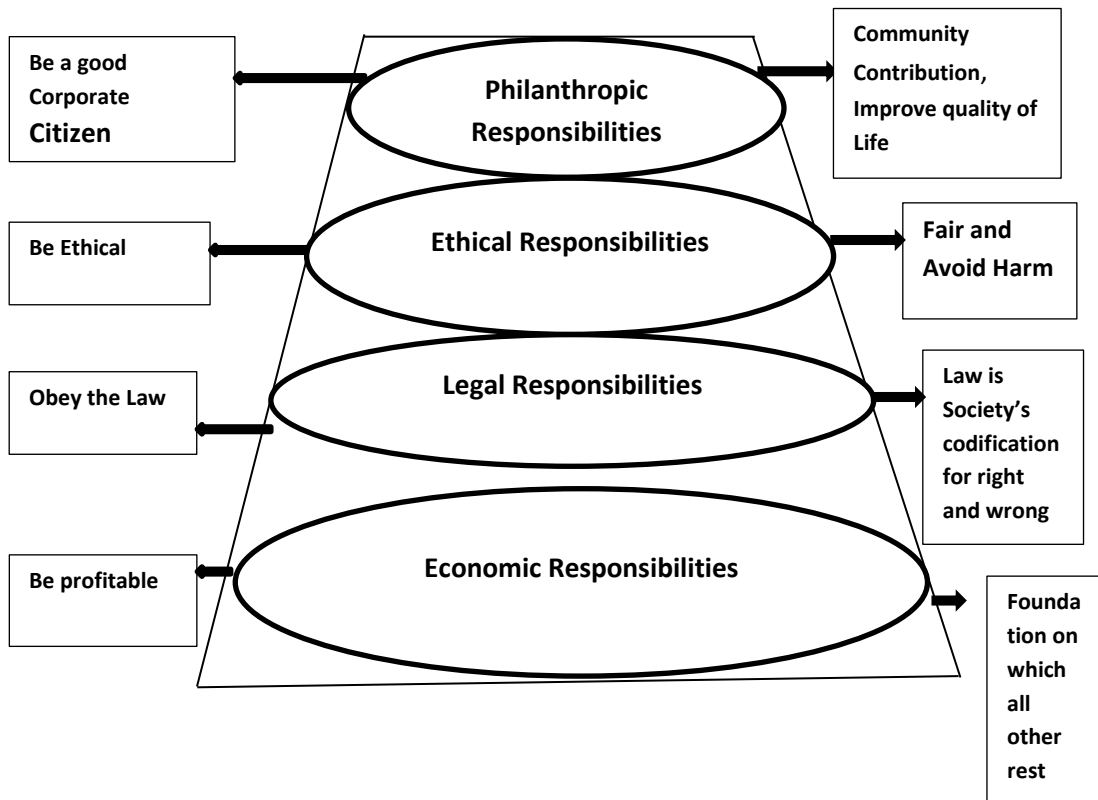 Be a good
Corporate
Citizen
Philanthropic
Responsibilities
Community
Contribution,
Improve quality of
Life
Be Ethical
Ethical Responsibilities
Fair and
Avoid Harm
Obey the Law
Legal Responsibilities
Law is
Society’s
codification
for right
and wrong
Be profitable
Economic Responsibilities
Founda
tion on
which
all
other
rest